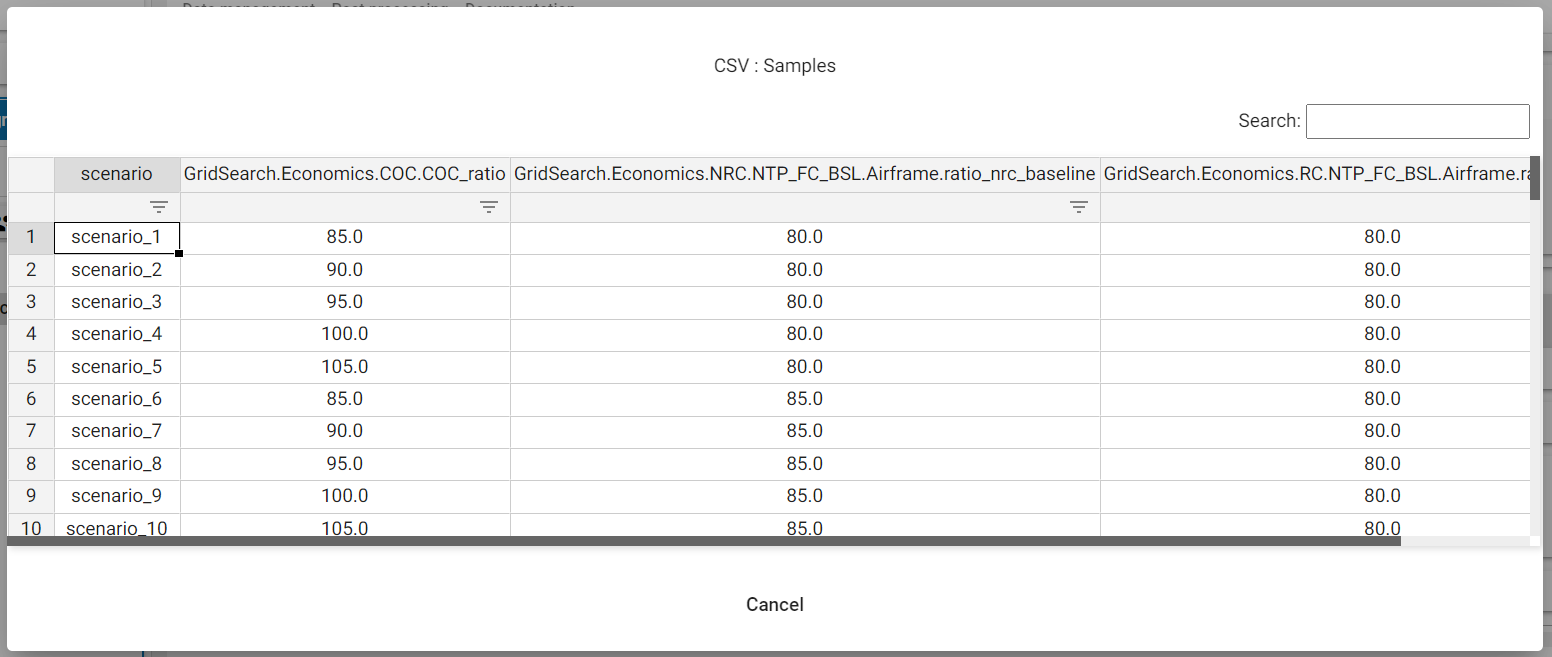 Data management Post processing Documentation
CSV : Samples
Search:
scenario GridSearch.Economics.COC.COC_ratio GridSearch.Economics.NRC.NTP_FC_BSL.Airframe.ratio_nrc_baseline GridSearch.Economics.RC.NTP_FC_BSL.Airframe.ra
1 scenario_1 85.0 80.0 80.0
2 scenario_2 90.0 80.0 80.0
3 scenario_3 95.0 80.0 80.0
4 scenario_4 100.0 80.0 80.0
5 scenario_5 105.0 80.0 80.0
6 scenario_6 85.0 85.0 80.0
7 scenario_7 90.0 85.0 80.0
8 scenario_8 95.0 85.0 80.0
9 scenario_9 100.0 85.0 80.0
10 scenario_10 105.0 85.0 80.0
Cancel